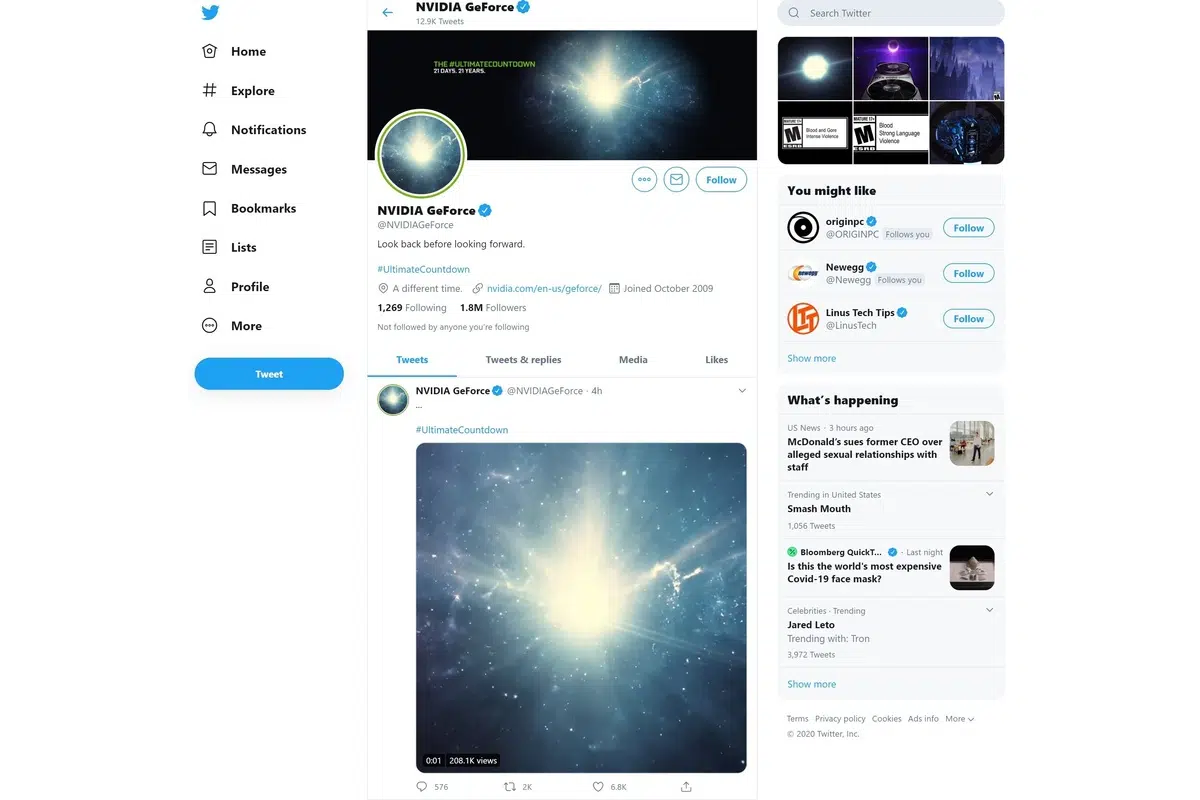 Home
Explore
Notifications
Messages
Bookmarks
Lists
Profile
More
Tweet
NVIDIA GeForce
12.9K Tweets
THE #ULTIMATECOUNTDOWN
21 DAYS. 21 YEARS.
Follow
NVIDIA GeForce
@NVIDIAGeForce
Look back before looking forward.
#UltimateCountdown
A different time. nvidia.com/en-us/geforce/ Joined October 2009
1,269 Following 1.8M Followers
Not followed by anyone you're following
Tweets Tweets & replies Media Likes
NVIDIA GeForce @NVIDIAGeForce · 4h
...
#UltimateCountdown
0:01 208.1K views
576 2K 6.8K
Search Twitter
MATURE 17+
M
ESRB
Blood and Gore
Intense Violence
MATURE 17+
M
ESRB
Blood
Strong Language
Violence
You might like
originpc
@ORIGINPC Follows you
Follow
newegg
Newegg
@Newegg Follows you
Follow
LTT
Linus Tech Tips
@LinusTech
Follow
Show more
What's happening
US News · 3 hours ago
McDonald's sues former CEO over
alleged sexual relationships with
staff
Trending in United States
Smash Mouth
1,056 Tweets
Bloomberg QuickT... · Last night
Is this the world's most expensive
Covid-19 face mask?
Celebrities · Trending
Jared Leto
Trending with: Tron
3,972 Tweets
Show more
Terms Privacy policy Cookies Ads info More
© 2020 Twitter, Inc.